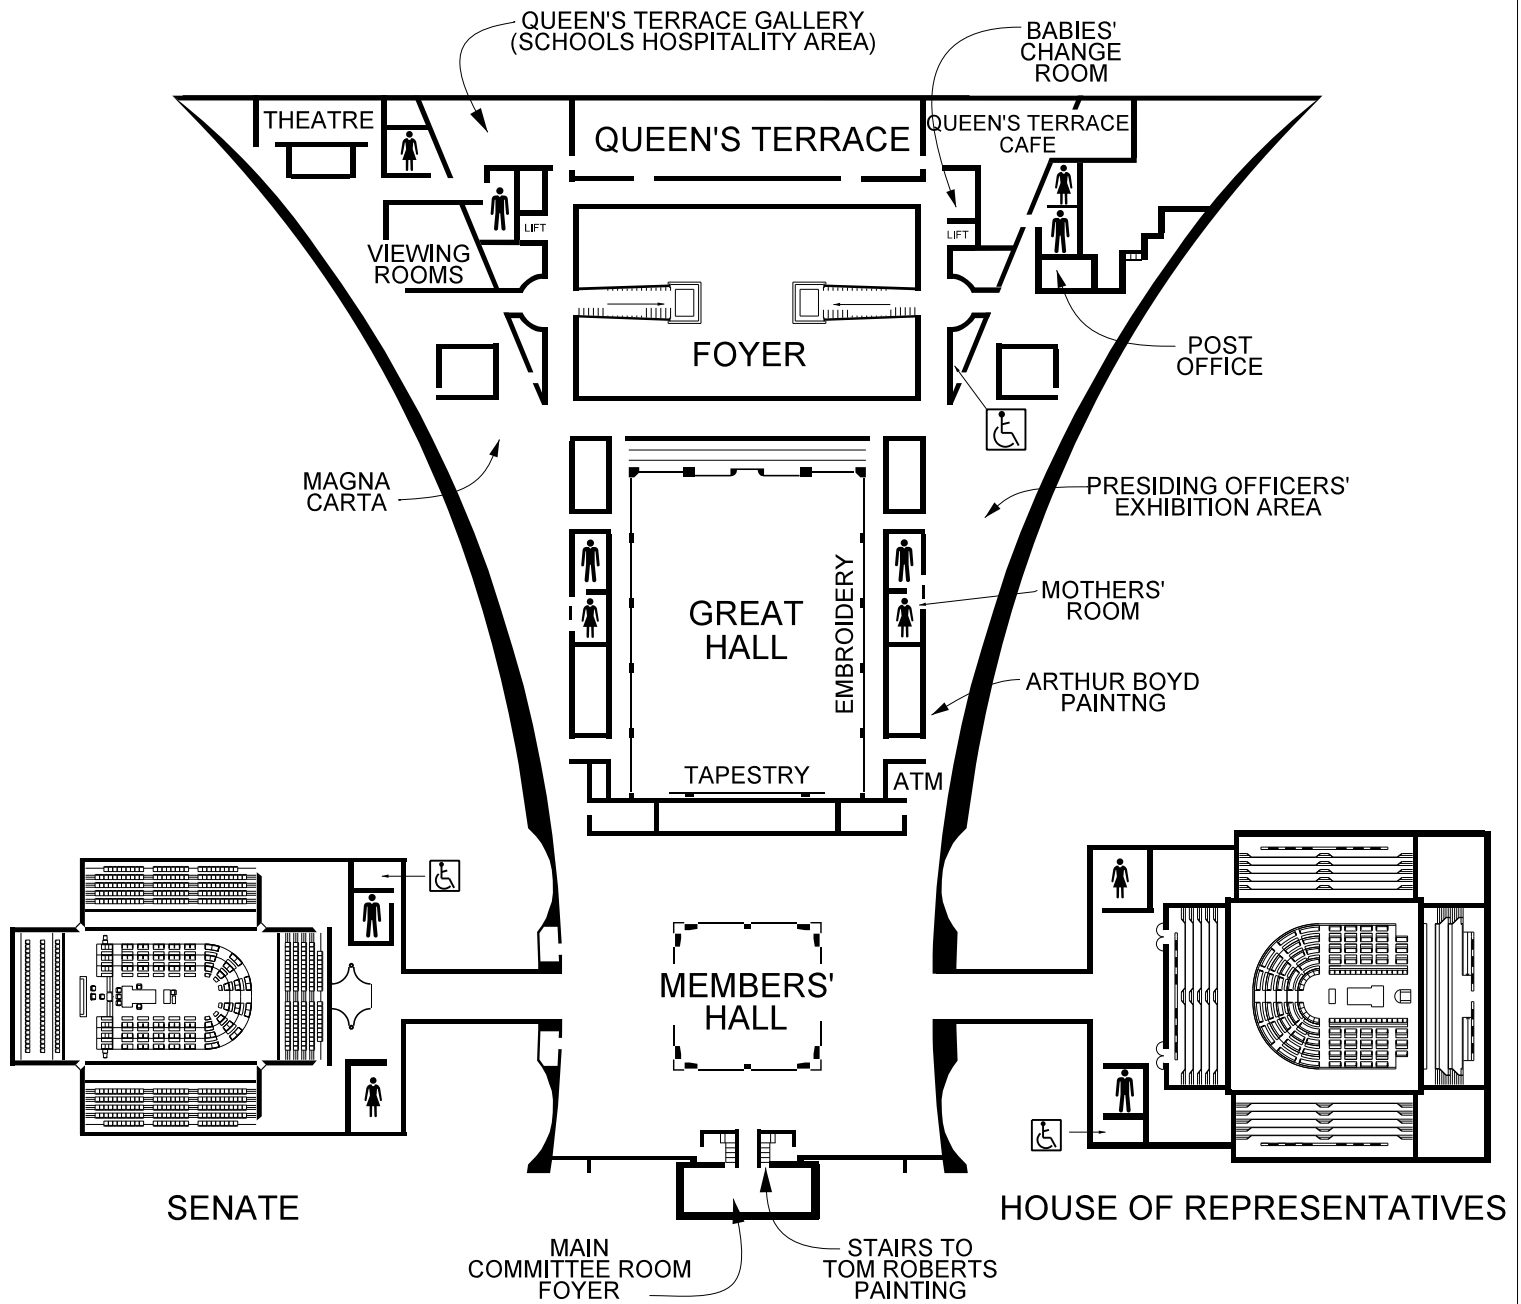 QUEEN'S TERRACE GALLERY
(SCHOOLS HOSPITALITY AREA)
BABIES'
CHANGE
ROOM
THEATRE
QUEEN'S TERRACE
QUEEN'S TERRACE
CAFE
LIFT
LIFT
VIEWING
ROOMS
FOYER
POST
OFFICE
MAGNA
CARTA
PRESIDING OFFICERS'
EXHIBITION AREA
GREAT
HALL
EMBROIDERY
MOTHERS'
ROOM
ARTHUR BOYD
PAINTNG
TAPESTRY
ATM
MEMBERS'
HALL
SENATE
HOUSE OF REPRESENTATIVES
MAIN
COMMITTEE ROOM
FOYER
STAIRS TO
TOM ROBERTS
PAINTING